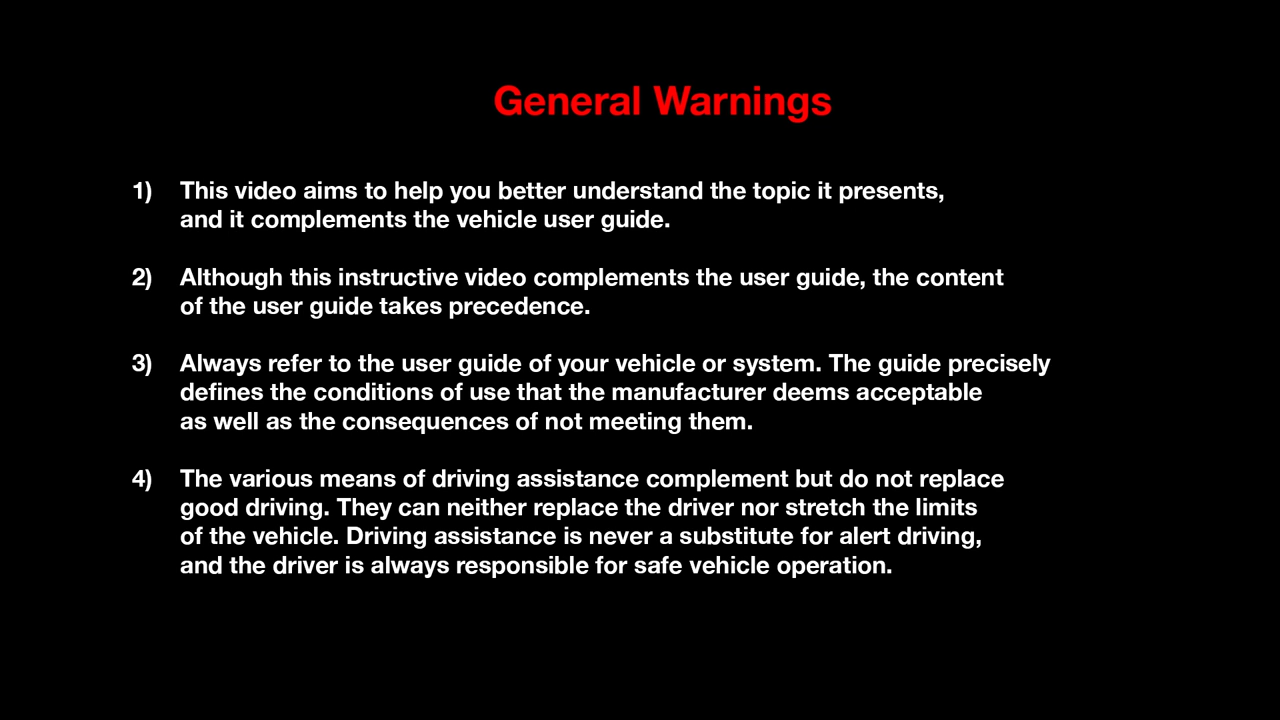 General Warnings
1) This video aims to help you better understand the topic it presents,
and it complements the vehicle user guide.
2) Although this instructive video complements the user guide, the content
of the user guide takes precedence.
3) Always refer to the user guide of your vehicle or system. The guide precisely
defines the conditions of use that the manufacturer deems acceptable
as well as the consequences of not meeting them.
4) The various means of driving assistance complement but do not replace
good driving. They can neither replace the driver nor stretch the limits
of the vehicle. Driving assistance is never a substitute for alert driving,
and the driver is always responsible for safe vehicle operation.